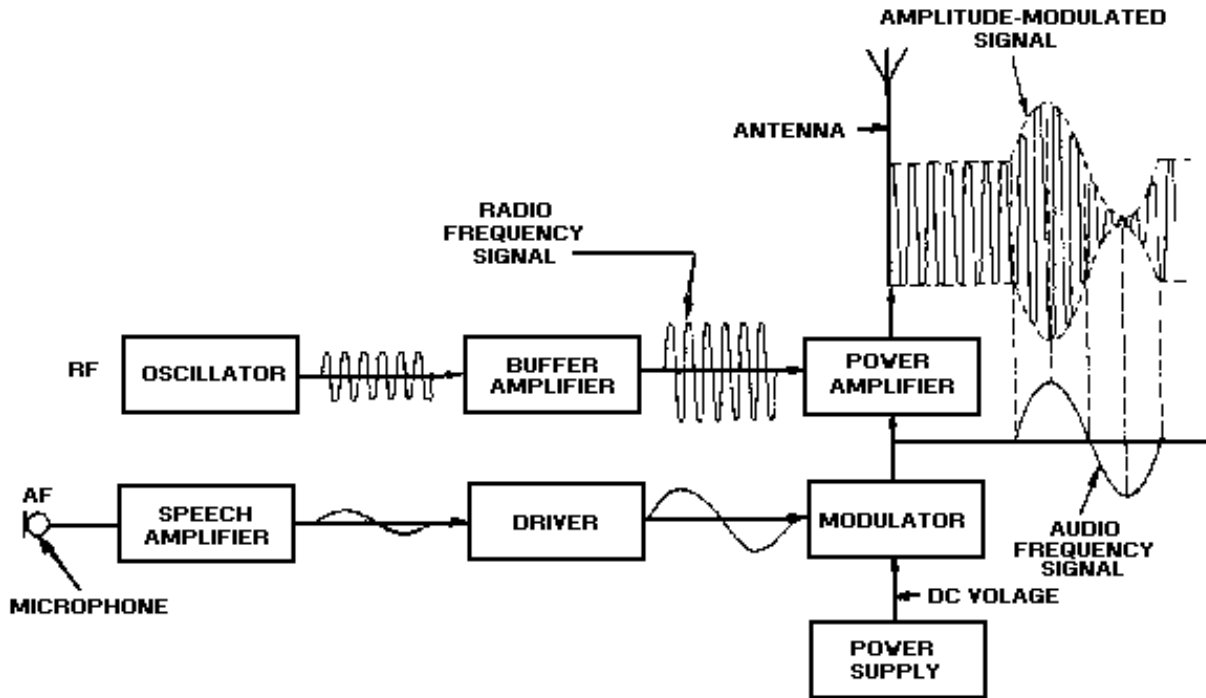 AMPLITUDE-MODULATED
SIGNAL
ANTENNA
RADIO
FREQUENCY
SIGNAL
RF
OSCILLATOR
BUFFER
AMPLIFIER
POWER
AMPLIFIER
AF
SPEECH
AMPLIFIER
DRIVER
MODULATOR
AUDIO
FREQUENCY
SIGNAL
MICROPHONE
DC VOLAGE
POWER
SUPPLY